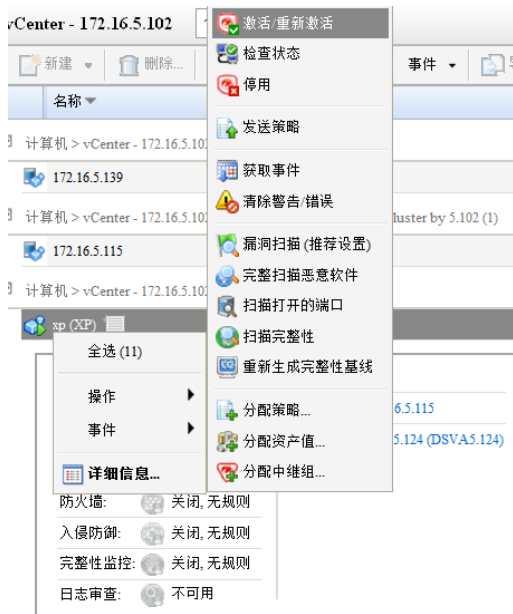 vCenter - 172.16.5.102
新建
删除...
事件
名称
计算机 > vCenter - 172.16.5.10
172.16.5.139
计算机 > vCenter - 172.16.5.10
luster by 5.102 (1)
172.16.5.115
计算机 > vCenter - 172.16.5.10
xp (XP)
激活/重新激活
检查状态
停用
发送策略
获取事件
清除警告/错误
漏洞扫描 (推荐设置)
完整扫描恶意软件
扫描打开的端口
扫描完整性
重新生成完整性基线
分配策略...
分配资产值...
分配中继组...
全选 (11)
操作
事件
详细信息...
6.5.115
5.124 (DSVA5.124)
防火墙: 关闭, 无规则
入侵防御: 关闭, 无规则
完整性监控: 关闭, 无规则
日志审查: 不可用